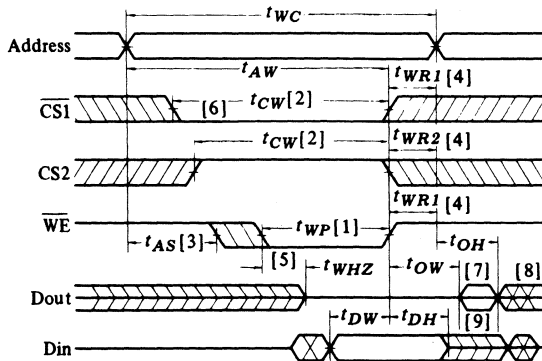 tWC
Address
tAW
tWR1 [4]
CS1
[6]
tCW[2]
tCW[2]
tWR2 [4]
CS2
tWR1 [4]
WE
tAS[3]
tWP[1]
tOH
[5]
tWHZ
tOW
[7]
[8]
Dout
[9]
tDW
tDH
Din